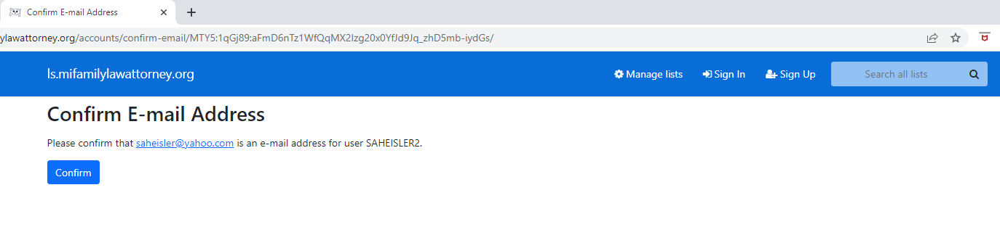 Confirm E-mail Address
ylawattorney.org/accounts/confirm-email/MTY5:1qGj89:aFmD6nTz1WfQqMX2Izg20x0YfJd9Jq_zhD5mb-iydGs/
ls.mifamilylawattorney.org Manage lists Sign In Sign Up Search all lists
Confirm E-mail Address
Please confirm that saheisler@yahoo.com is an e-mail address for user SAHEISLER2.
Confirm